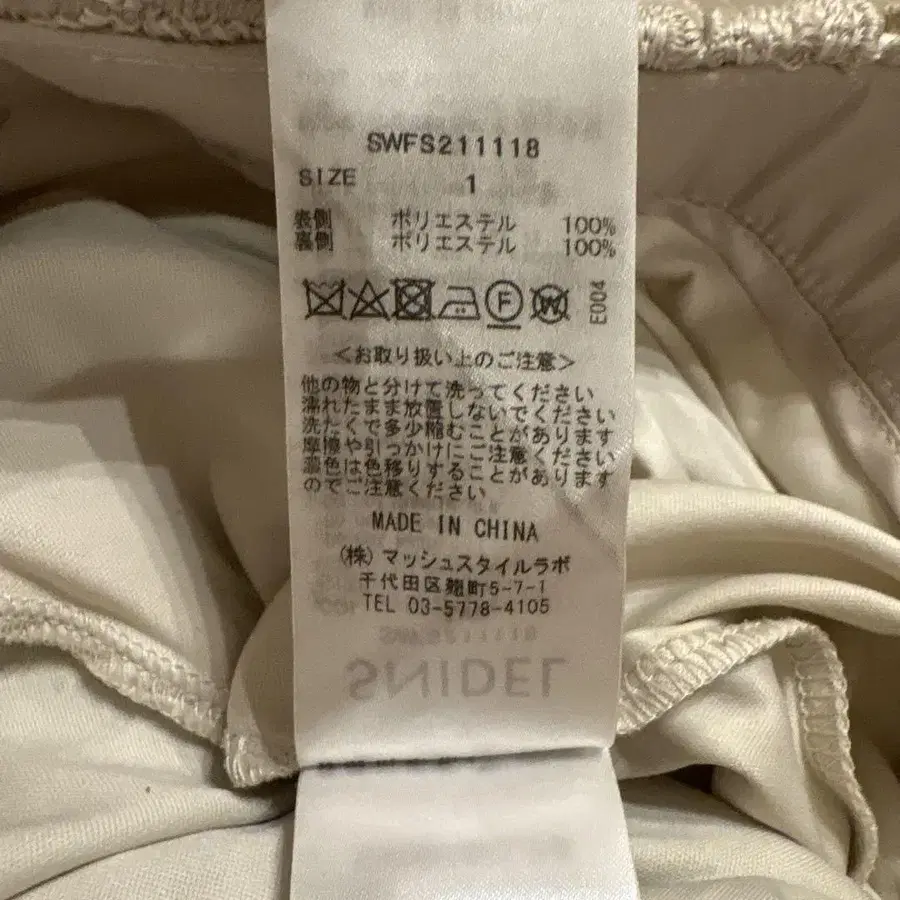 SWFS211118
SIZE 1
表側 ポリエステル 100%
裏側 ポリエステル 100%
F W E004
<お取り扱い上のご注意>
他の物と分けて洗ってください
濡れたまま放置しないでください
洗たくで多少縮むことがあります
摩擦や引っかけにご注意ください
濃色は色移りすることがあります
のでご注意ください
MADE IN CHINA
(株)マッシュスタイルラボ
千代田区麹町5-7-1
TEL 03-5778-4105
SWFS211118
SNIDEL